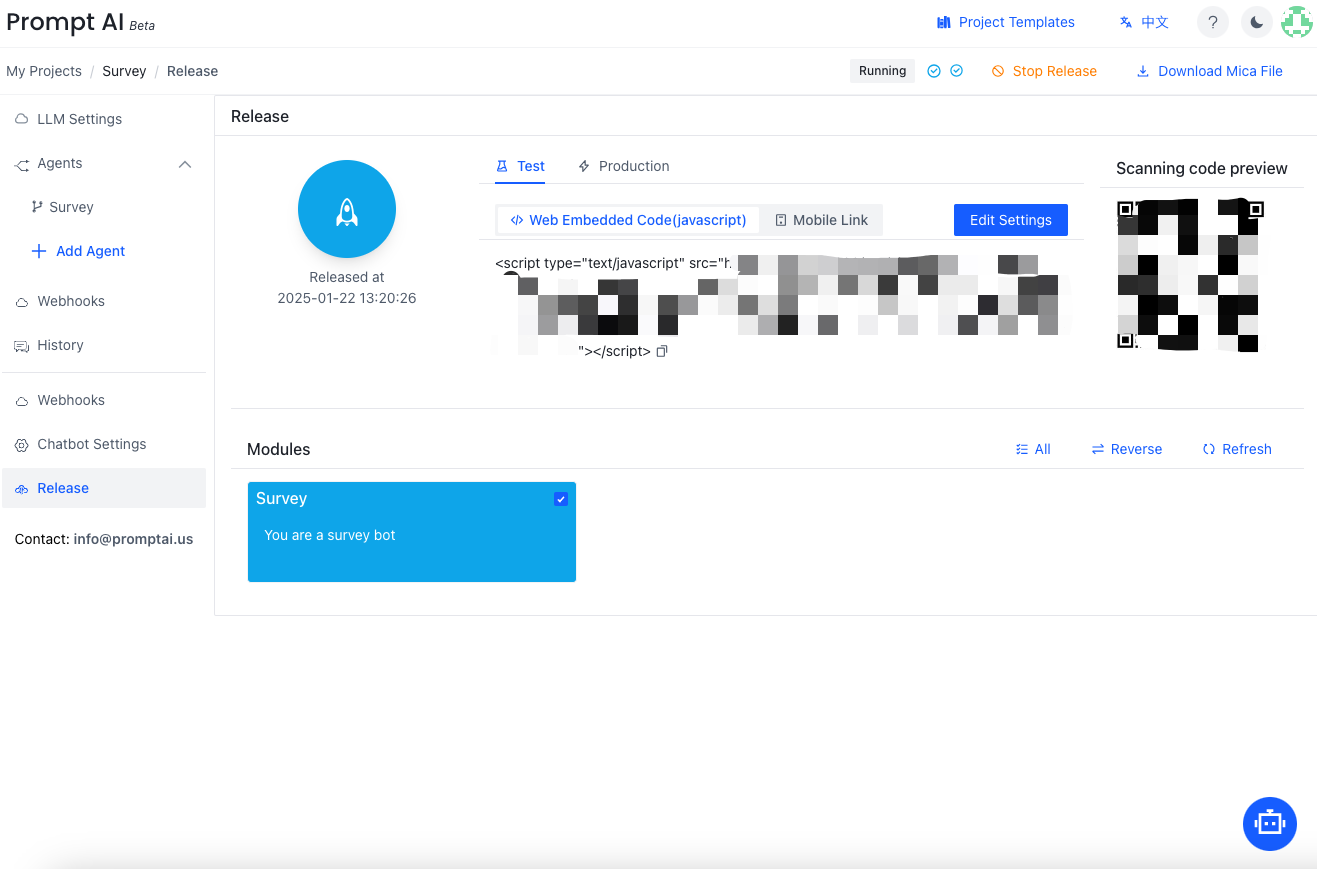 Prompt AI Beta
Project Templates
中文
?
My Projects / Survey / Release
Running
Stop Release
Download Mica File
LLM Settings
Agents
Survey
Add Agent
Webhooks
History
Webhooks
Chatbot Settings
Release
Contact: info@promptai.us
Release
Released at
2025-01-22 13:20:26
Test
Production
Web Embedded Code(javascript)
Mobile Link
Edit Settings
<script type="text/javascript" src="h
"></script>
Scanning code preview
Modules
All
Reverse
Refresh
Survey
You are a survey bot